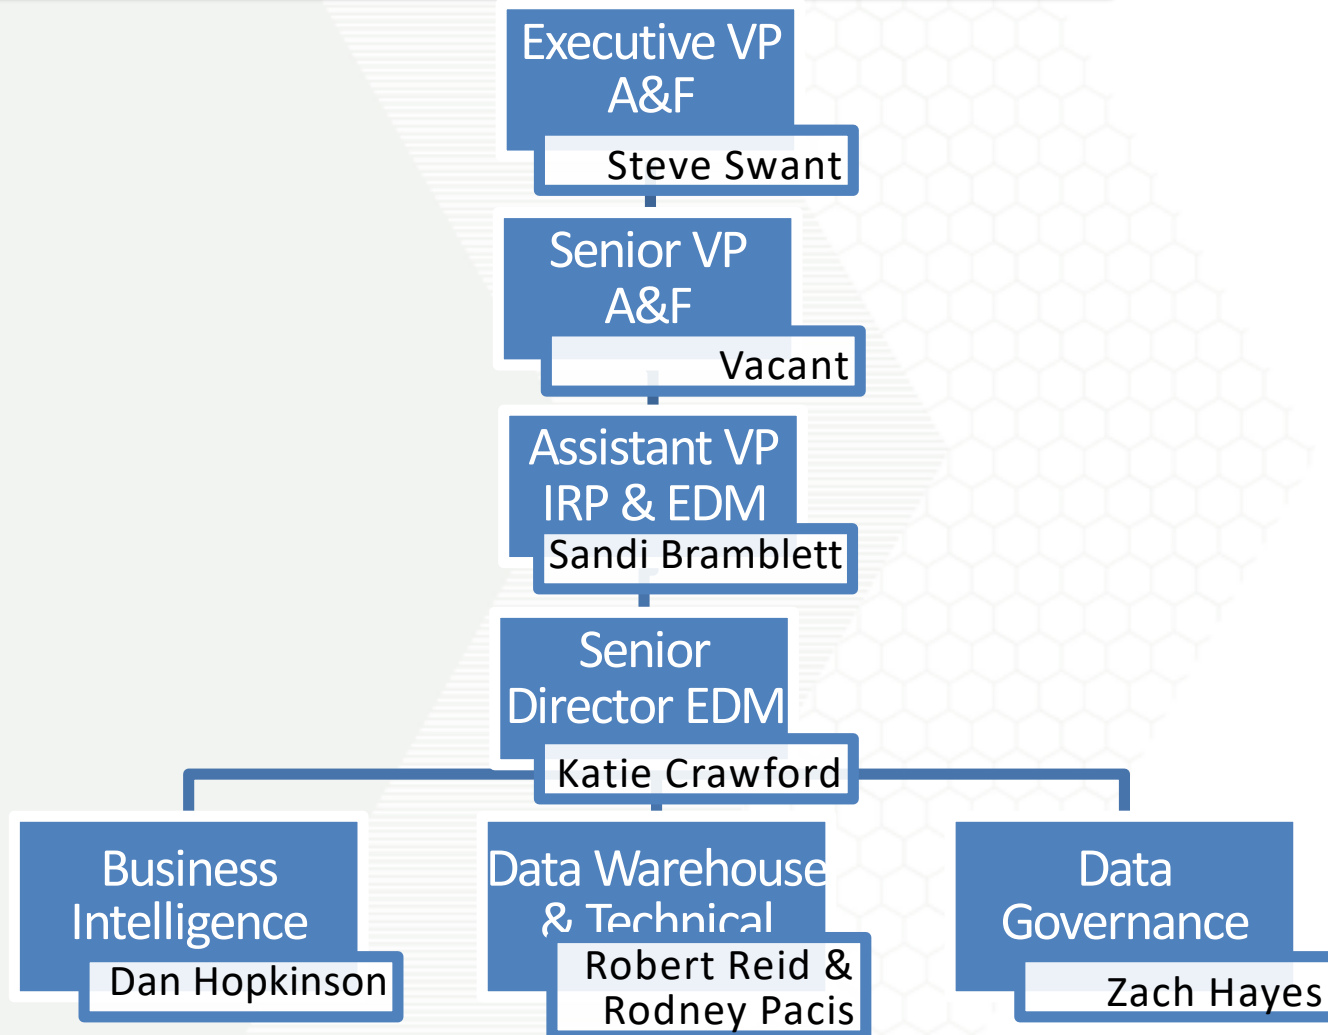 Executive VP
A&F
Steve Swant
Senior VP
A&F
Vacant
Assistant VP
IRP & EDM
Sandi Bramblett
Senior
Director EDM
Katie Crawford
Business
Intelligence
Dan Hopkinson
Data Warehouse
& Technical
Robert Reid &
Rodney Pacis
Data
Governance
Zach Hayes